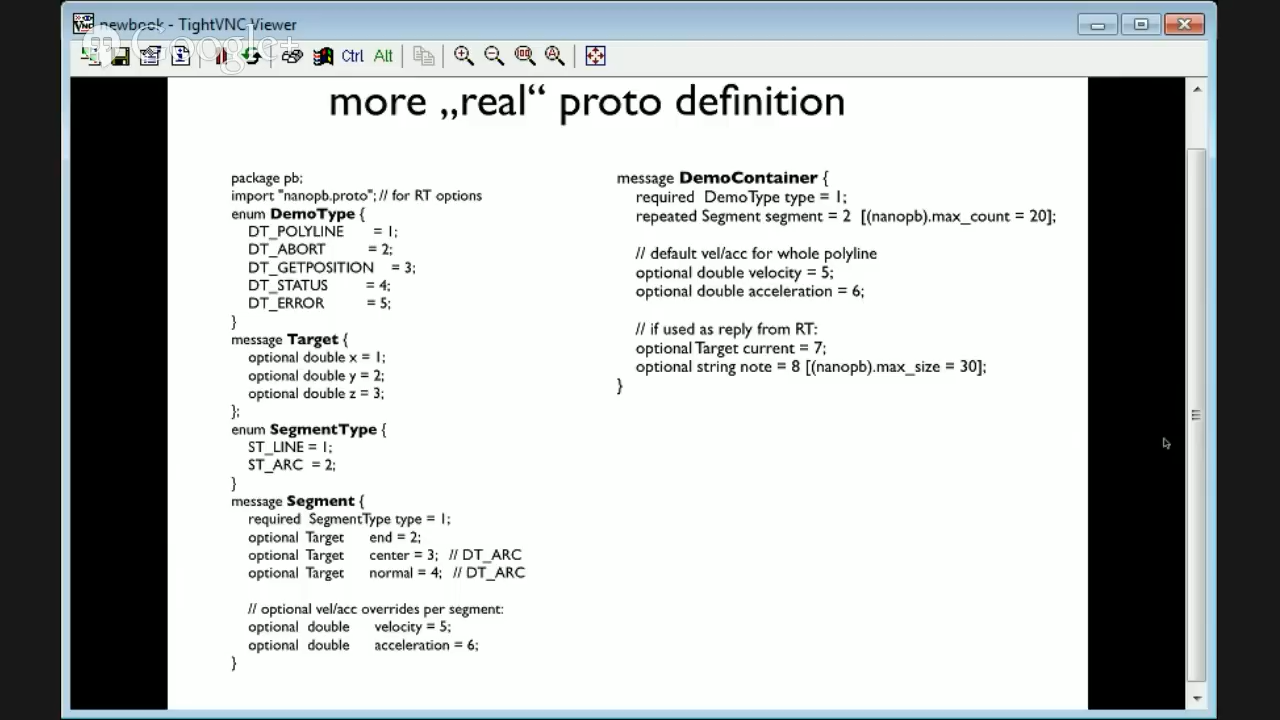 newbook - TightVNC Viewer
Google+
Ctrl Alt
more „real“ proto definition
package pb;
import "nanopb.proto"; // for RT options
enum DemoType {
DT_POLYLINE = 1;
DT_ABORT = 2;
DT_GETPOSITION = 3;
DT_STATUS = 4;
DT_ERROR = 5;
}
message Target {
optional double x = 1;
optional double y = 2;
optional double z = 3;
};
enum SegmentType {
ST_LINE = 1;
ST_ARC = 2;
}
message Segment {
required SegmentType type = 1;
optional Target end = 2;
optional Target center = 3; // DT_ARC
optional Target normal = 4; // DT_ARC
// optional vel/acc overrides per segment:
optional double velocity = 5;
optional double acceleration = 6;
}
message DemoContainer {
required DemoType type = 1;
repeated Segment segment = 2 [(nanopb).max_count = 20];
// default vel/acc for whole polyline
optional double velocity = 5;
optional double acceleration = 6;
// if used as reply from RT:
optional Target current = 7;
optional string note = 8 [(nanopb).max_size = 30];
}